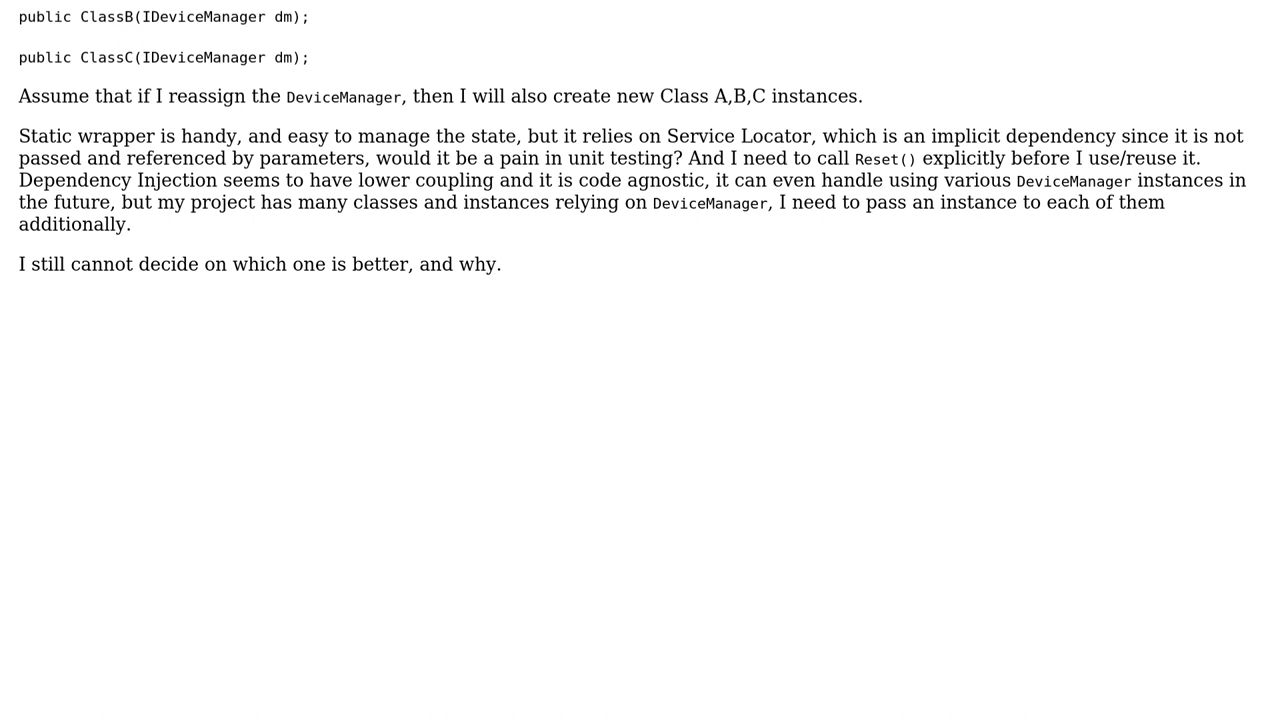 public ClassB(IDeviceManager dm);
public ClassC(IDeviceManager dm);
Assume that if I reassign the DeviceManager, then I will also create new Class A,B,C instances.
Static wrapper is handy, and easy to manage the state, but it relies on Service Locator, which is an implicit dependency since it is not
passed and referenced by parameters, would it be a pain in unit testing? And I need to call Reset() explicitly before I use/reuse it.
Dependency Injection seems to have lower coupling and it is code agnostic, it can even handle using various DeviceManager instances in
the future, but my project has many classes and instances relying on DeviceManager, I need to pass an instance to each of them
additionally.
I still cannot decide on which one is better, and why.